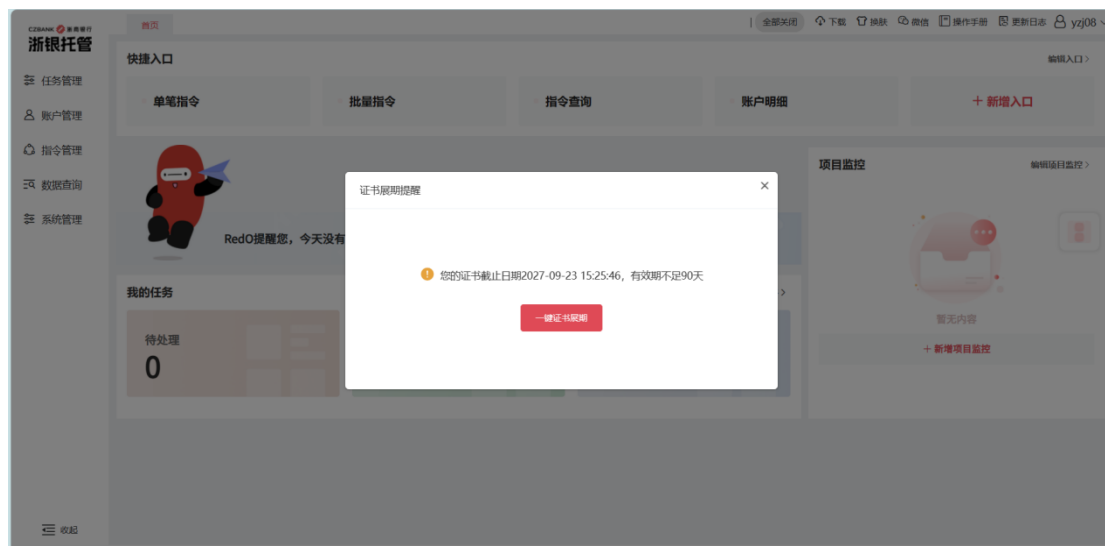 CZBANK 浙商银行
浙银托管
首页
全部关闭 下载 换肤 微信 操作手册 更新日志 yzj08
任务管理
账户管理
指令管理
数据查询
系统管理
收起
快捷入口
编辑入口 >
单笔指令
批量指令
指令查询
账户明细
+ 新增入口
RedO提醒您，今天没有
项目监控
编辑项目监控 >
暂无内容
+ 新增项目监控
我的任务
待处理
0
证书展期提醒
×
您的证书截止日期2027-09-23 15:25:46，有效期不足90天
一键证书展期